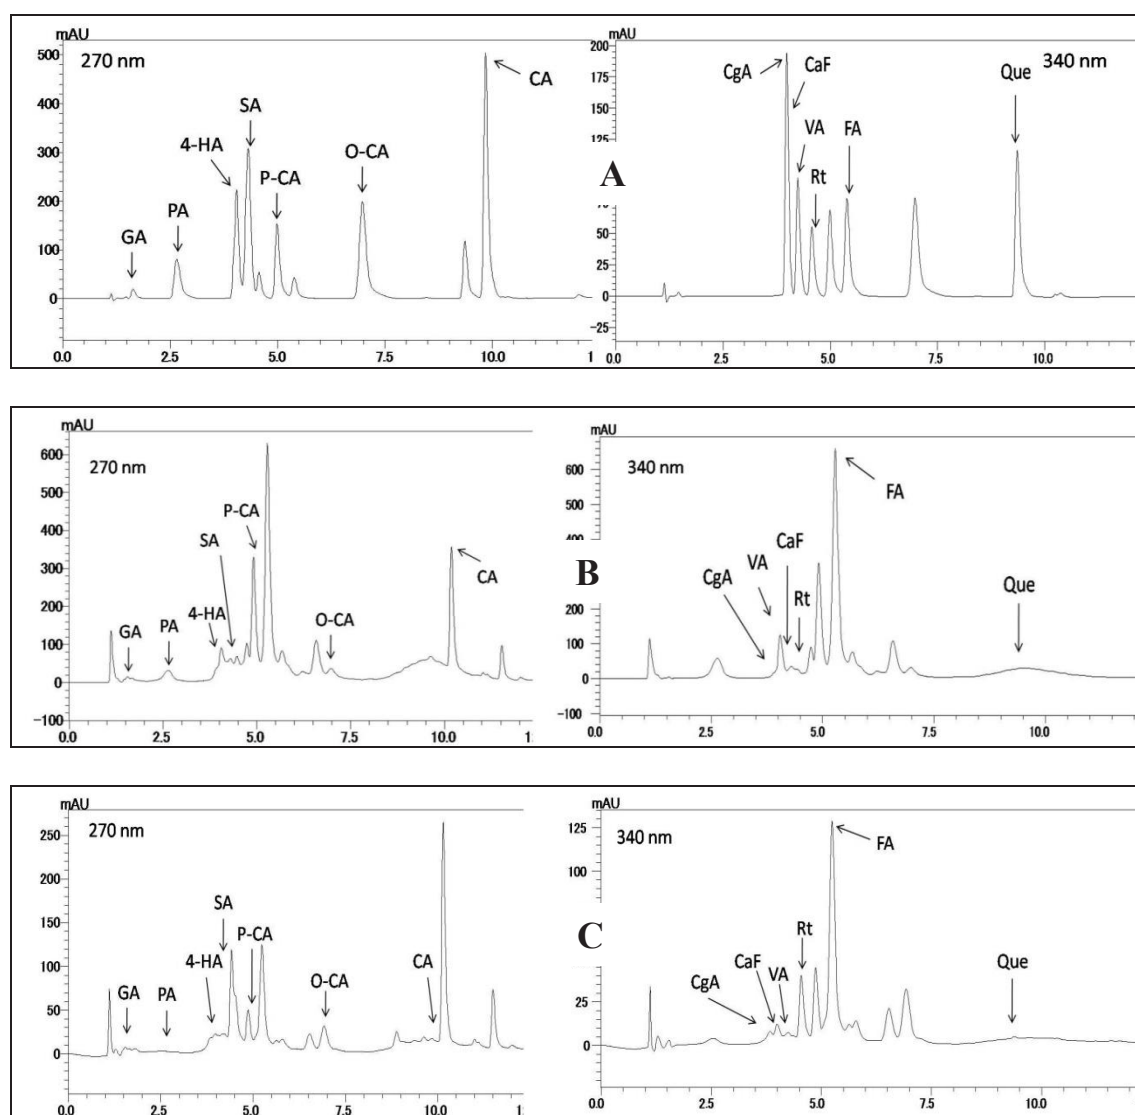 mAU
270 nm
500
400
300
200
100
0
GA
PA
4-HA
SA
P-CA
O-CA
CA
0.0 2.5 5.0 7.5 10.0 1
mAU
340 nm
200
175
150
125
75
50
25
0
-25
CgA
CaF
VA
Rt
FA
Que
0.0 2.5 5.0 7.5 10.0
A
mAU
270 nm
600
500
400
300
200
100
0
-100
GA
PA
4-HA
SA
P-CA
O-CA
CA
0.0 2.5 5.0 7.5 10.0
mAU
340 nm
600
500
200
100
0
-100
CgA
VA
CaF
Rt
FA
Que
0.0 2.5 5.0 7.5 10.0
B
mAU
270 nm
250
200
150
100
50
0
GA
PA
4-HA
SA
P-CA
O-CA
CA
0.0 2.5 5.0 7.5 10.0
mAU
340 nm
125
100
25
0
CgA
CaF
VA
Rt
FA
Que
0.0 2.5 5.0 7.5 10.0
C